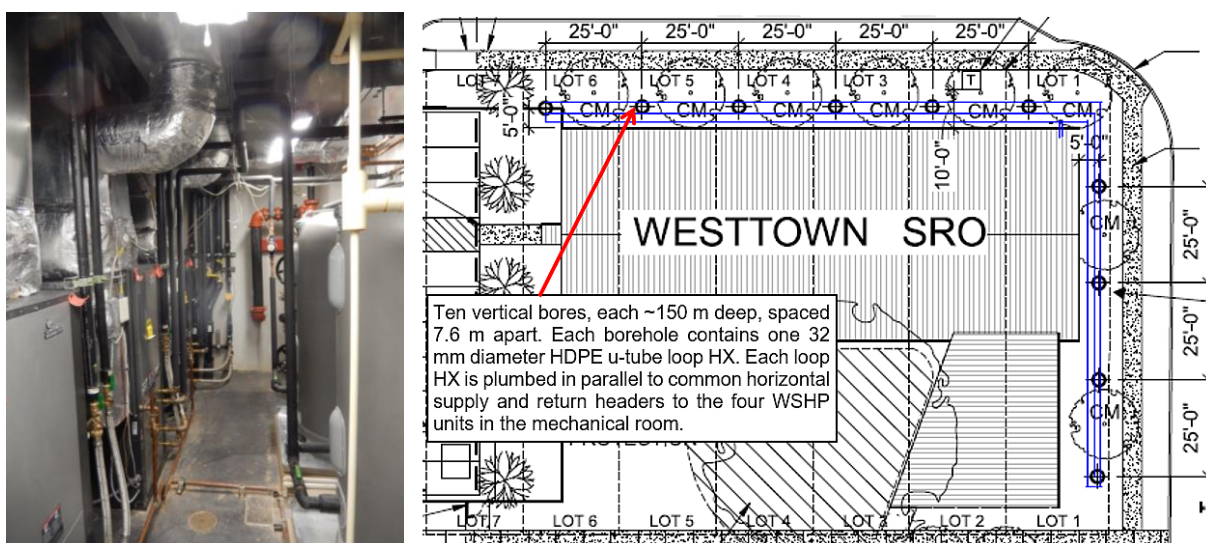 25'-0" 25'-0" 25'-0" 25'-0" 25'-0"
LOT 7 LOT 6 LOT 5 LOT 4 LOT 3 T LOT 1
CM CM CM CM CM CM
5'-0"
5'-0"
10'-0"
WESTTOWN SRO
CM
25'-0"
25'-0"
CM
25'-0"
Ten vertical bores, each ~150 m deep, spaced
7.6 m apart. Each borehole contains one 32
mm diameter HDPE u-tube loop HX. Each loop
HX is plumbed in parallel to common horizontal
supply and return headers to the four WSHP
units in the mechanical room.
LOT 7 LOT 6 LOT 5 LOT 4 LOT 3 LOT 2 LOT 1